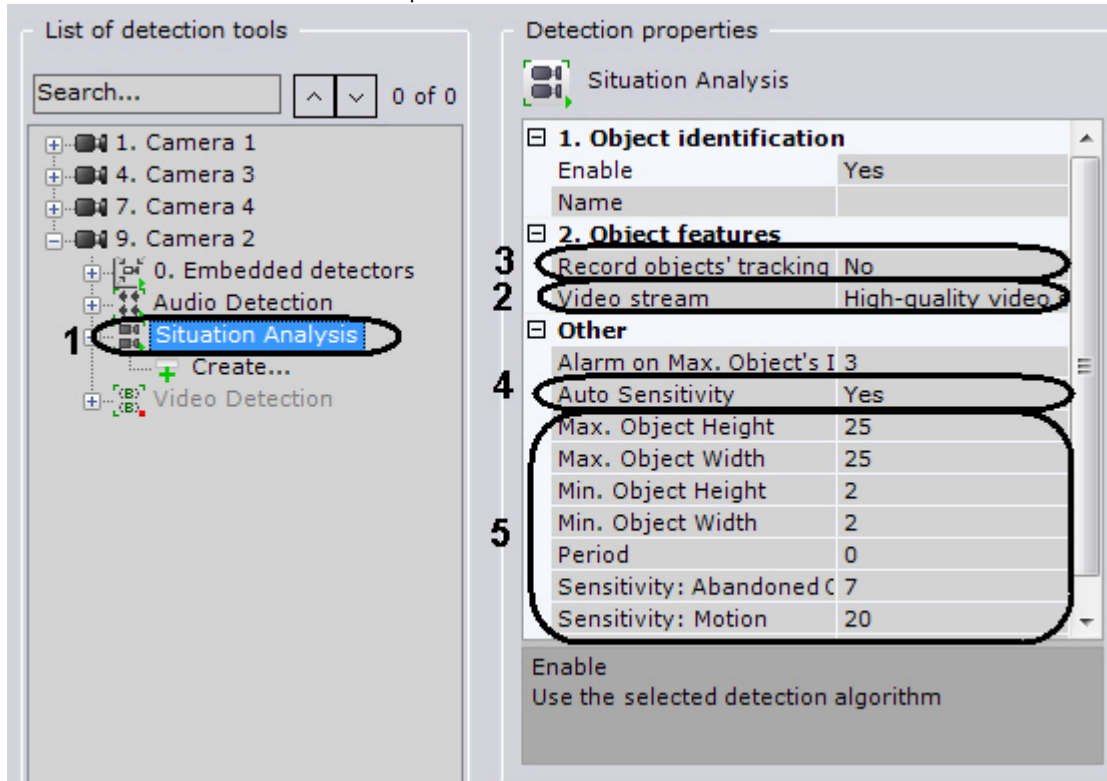 List of detection tools
Search...
0 of 0
1. Camera 1
4. Camera 3
7. Camera 4
9. Camera 2
0. Embedded detectors
Audio Detection
1 Situation Analysis
Create...
Video Detection
Detection properties
Situation Analysis
1. Object identification
Enable Yes
Name
2. Object features
3 Record objects' tracking No
2 Video stream High-quality video
Other
Alarm on Max. Object's 3
4 Auto Sensitivity Yes
Max. Object Height 25
Max. Object Width 25
Min. Object Height 2
Min. Object Width 2
5
Period 0
Sensitivity: Abandoned 7
Sensitivity: Motion 20
Enable
Use the selected detection algorithm